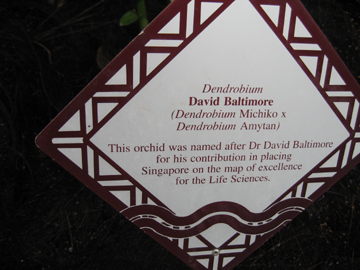 Dendrobium
David Baltimore
(Dendrobium Michiko x
Dendrobium Amytan)
This orchid was named after Dr David Baltimore
for his contribution in placing
Singapore on the map of excellence
for the Life Sciences.